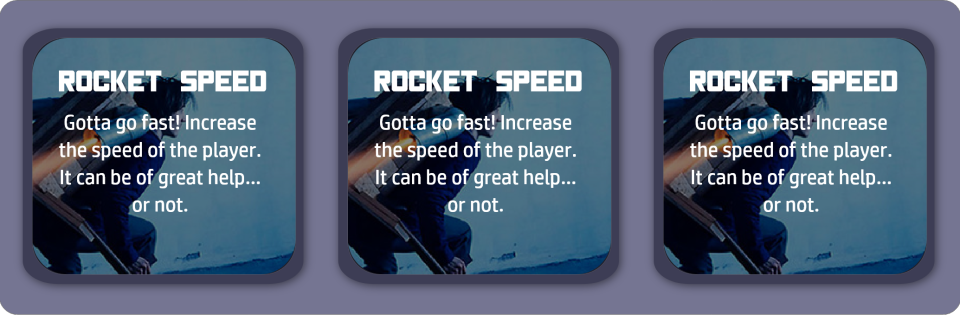 ROCKET SPEED
Gotta go fast! Increase
the speed of the player.
It can be of great help...
or not.
ROCKET SPEED
Gotta go fast! Increase
the speed of the player.
It can be of great help...
or not.
ROCKET SPEED
Gotta go fast! Increase
the speed of the player.
It can be of great help...
or not.